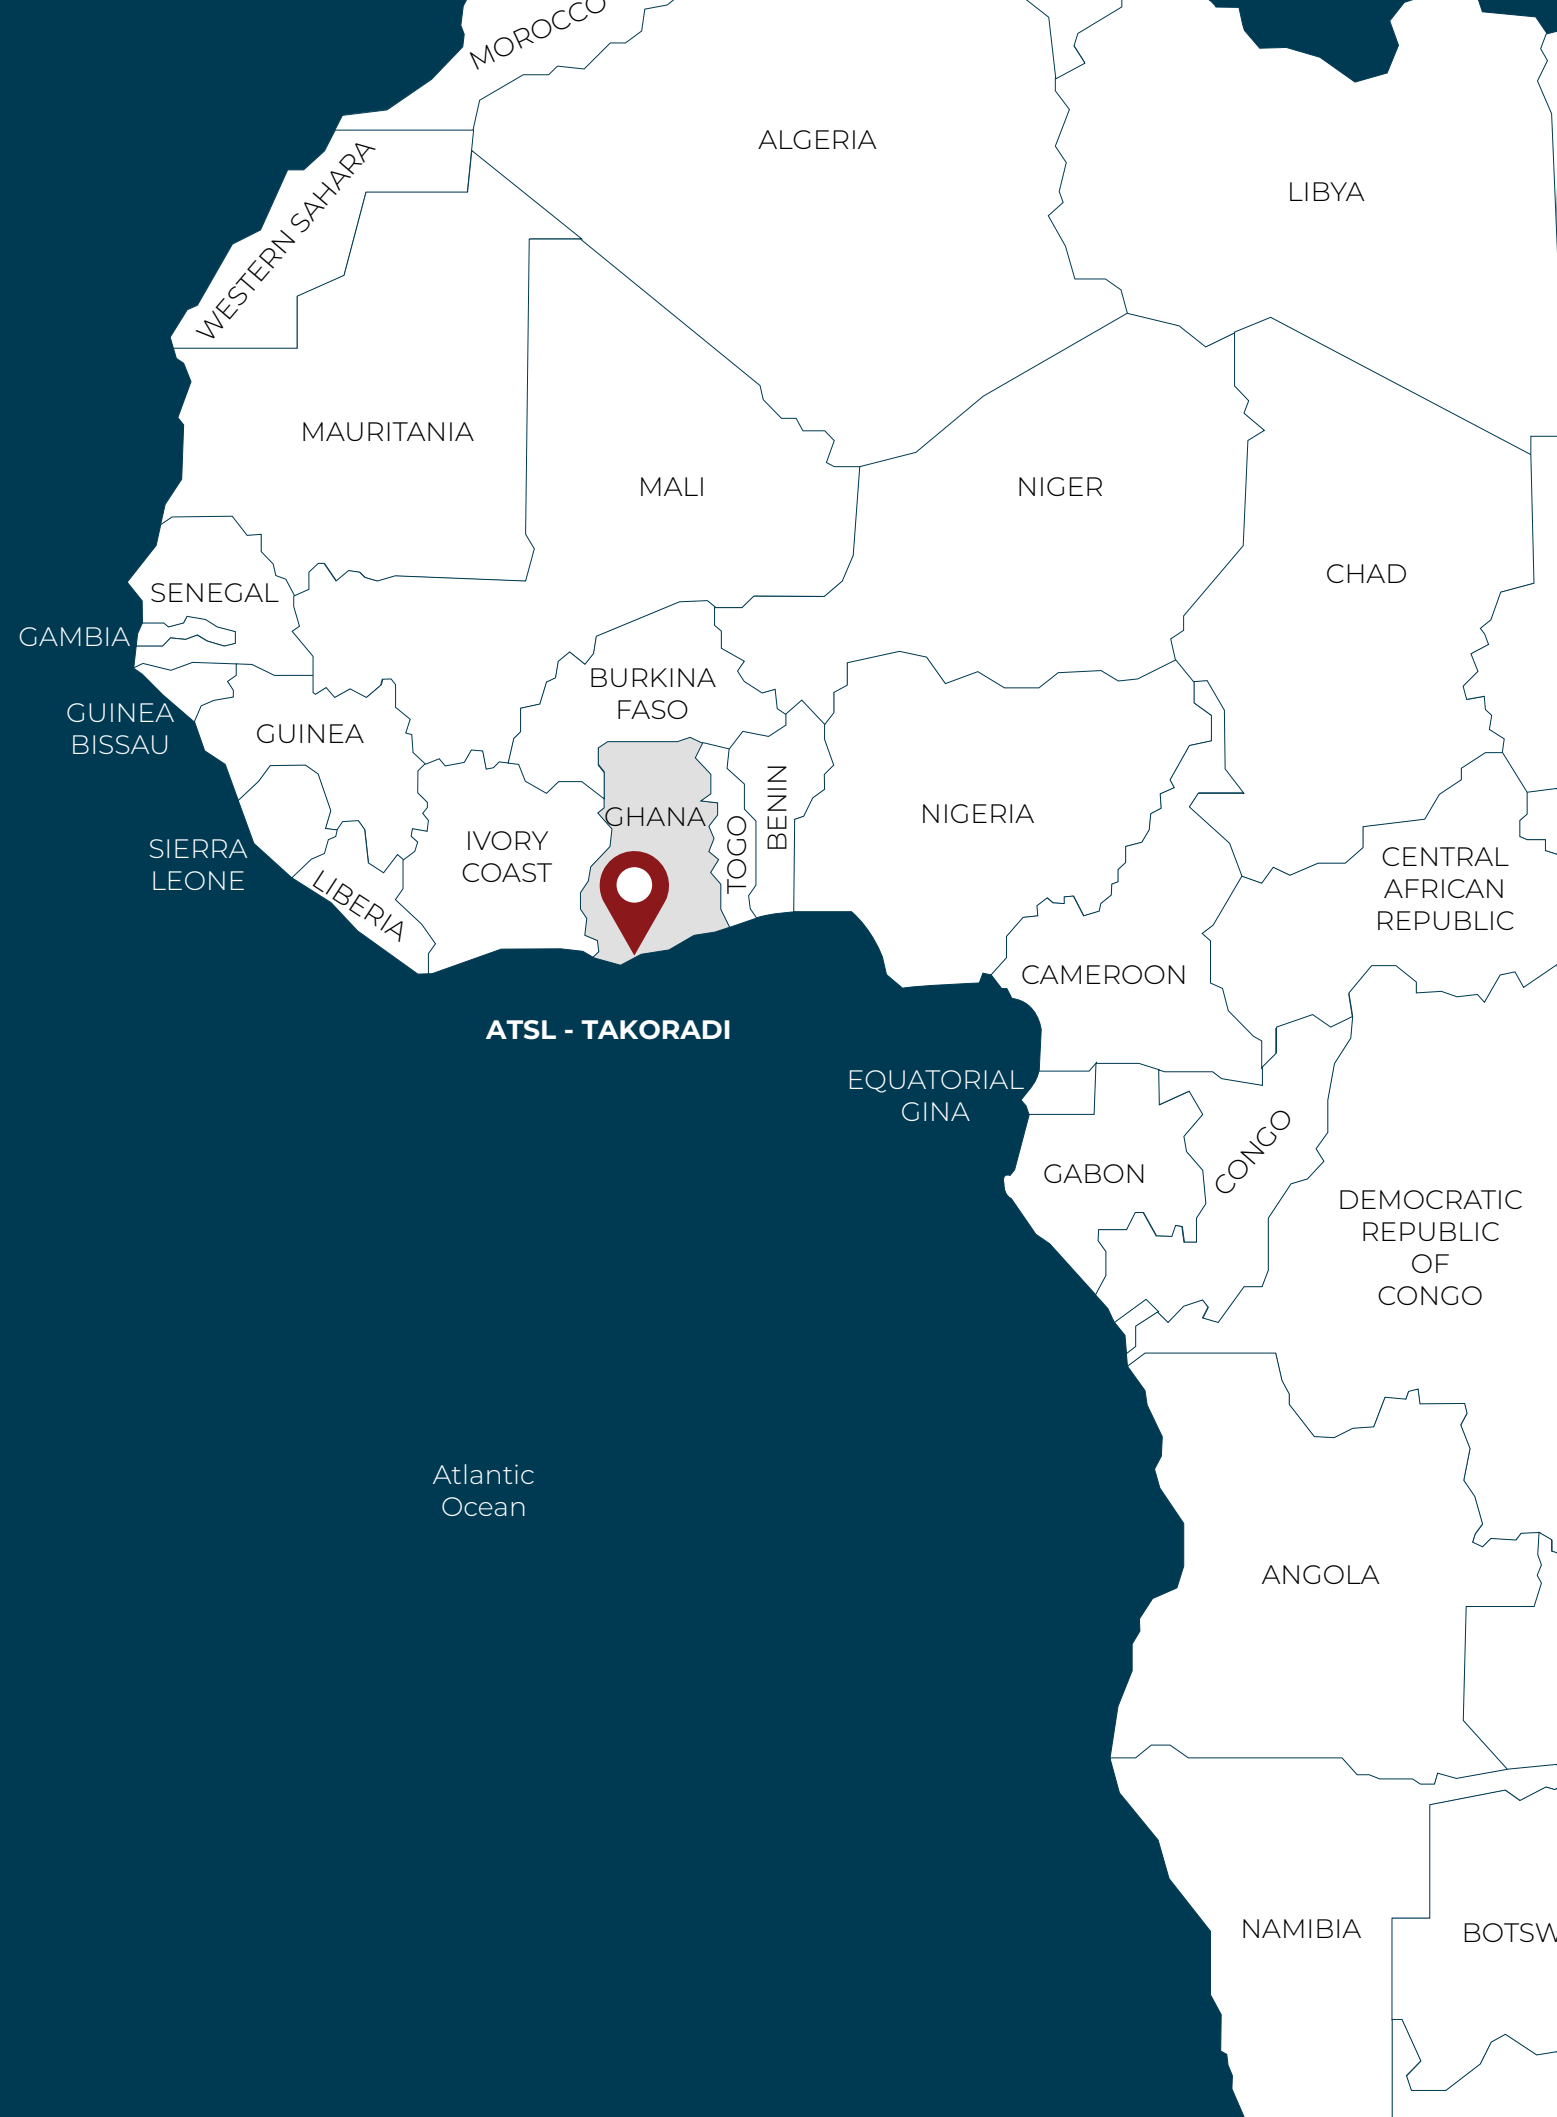 MOROCCO
ALGERIA
LIBYA
WESTERN SAHARA
MAURITANIA
MALI
NIGER
CHAD
SENEGAL
GAMBIA
GUINEA
BISSAU
GUINEA
BURKINA
FASO
SIERRA
LEONE
LIBERIA
IVORY
COAST
GHANA
TOGO
BENIN
NIGERIA
CENTRAL
AFRICAN
REPUBLIC
CAMEROON
ATSL - TAKORADI
EQUATORIAL
GINA
GABON
CONGO
DEMOCRATIC
REPUBLIC
OF
CONGO
Atlantic
Ocean
ANGOLA
NAMIBIA
BOTSW